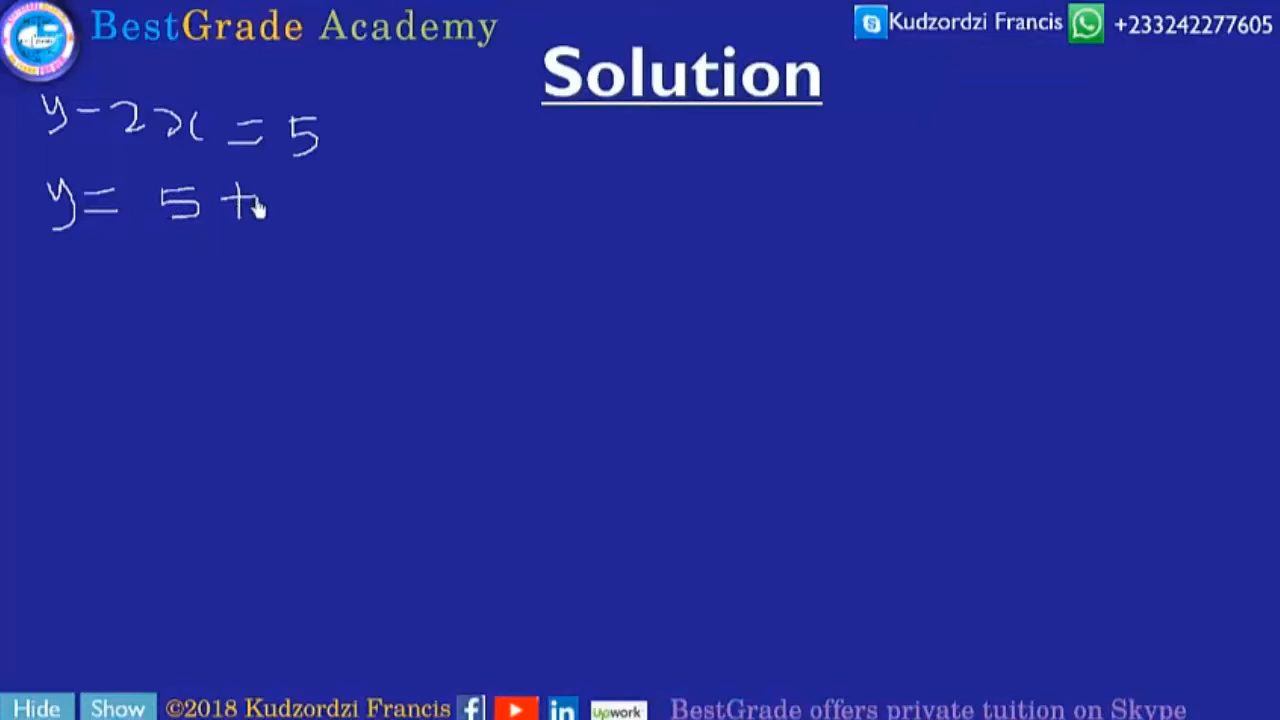 BestGrade Academy
Kudzordzi Francis +233242277605
Solution
y-2x = 5
y= 5 +
Hide Show ©2018 Kudzordzi Francis f in Upwork BestGrade offers private tuition on Skype